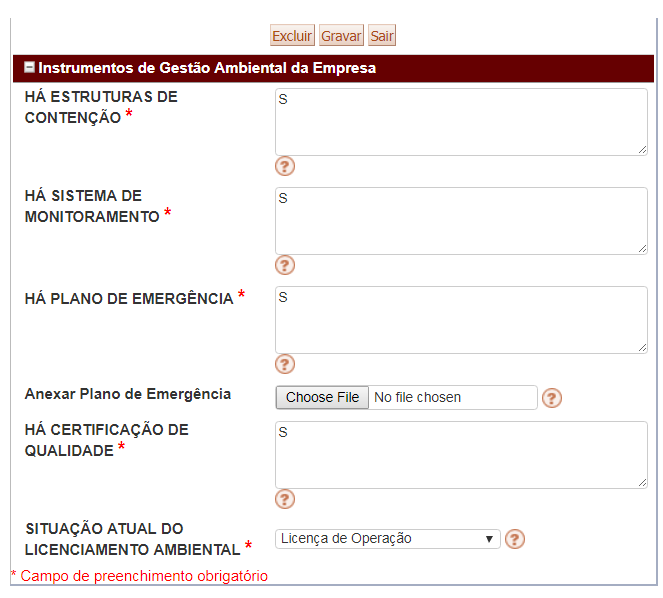 Excluir Gravar Sair
Instrumentos de Gestão Ambiental da Empresa
HÁ ESTRUTURAS DE
CONTENÇÃO *
S
?
HÁ SISTEMA DE
MONITORAMENTO *
S
?
HÁ PLANO DE EMERGÊNCIA *
S
?
Anexar Plano de Emergência
Choose File No file chosen
?
HÁ CERTIFICAÇÃO DE
QUALIDADE *
S
?
SITUAÇÃO ATUAL DO
LICENCIAMENTO AMBIENTAL *
Licença de Operação
?
* Campo de preenchimento obrigatório